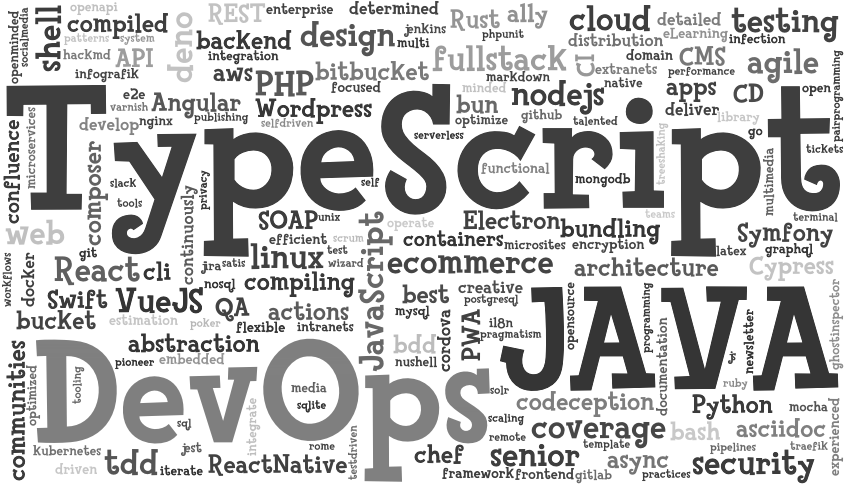 openapi
REST
enterprise
determined
openminded
socialmedia
shell
compiled
deno
backend
design
jenkins
multi
Rust
ally
phpunit
cloud
detailed
eLearning
testing
patterns
system
hackmd
API
infografik
integration
aws
PHP
bitbucket
focused
fullstack
markdown
distribution
domain
infection
CI
extranets
CMS
performance
agile
native
pairprogramming
e2e
varnish
Angular
Wordpress
publishing
minded
bun
optimize
nodejs
github
talented
apps
CD
open
deliver
library
TypeScript
microservices
develop
nginx
selfdriven
serverless
go
tickets
confluence
composer
slack
tools
continuously
privacy
self
functional
mongodb
treeshaking
teams
multimedia
terminal
web
git
SOAP
unix
efficient
scrum
operate
Electron
bundling
containers
microsites
encryption
latex
Symfony
graphql
workflows
docker
React
cli
jira
satis
linux
test
wizard
JavaScript
ecommerce
architecture
Cypress
Swift
VueJS
nosql
compiling
QA
actions
best
mysql
creative
postgresql
bucket
estimation
poker
flexible
intranets
cordova
PWA
il8n
pragmatism
opensource
programming
JAVA
js
newsletter
ghostinspector
communities
optimized
abstraction
pioneer
embedded
bdd
nushell
documentation
ruby
DevOps
tooling
media
sqlite
solr
codeception
Python
mocha
sql
integrate
scaling
remote
coverage
template
bash
asciidoc
experienced
kubernetes
driven
tdd
jest
iterate
ReactNative
rome
testdriven
chef
senior
framework
frontend
gitlab
async
practices
pipelines
traefik
security